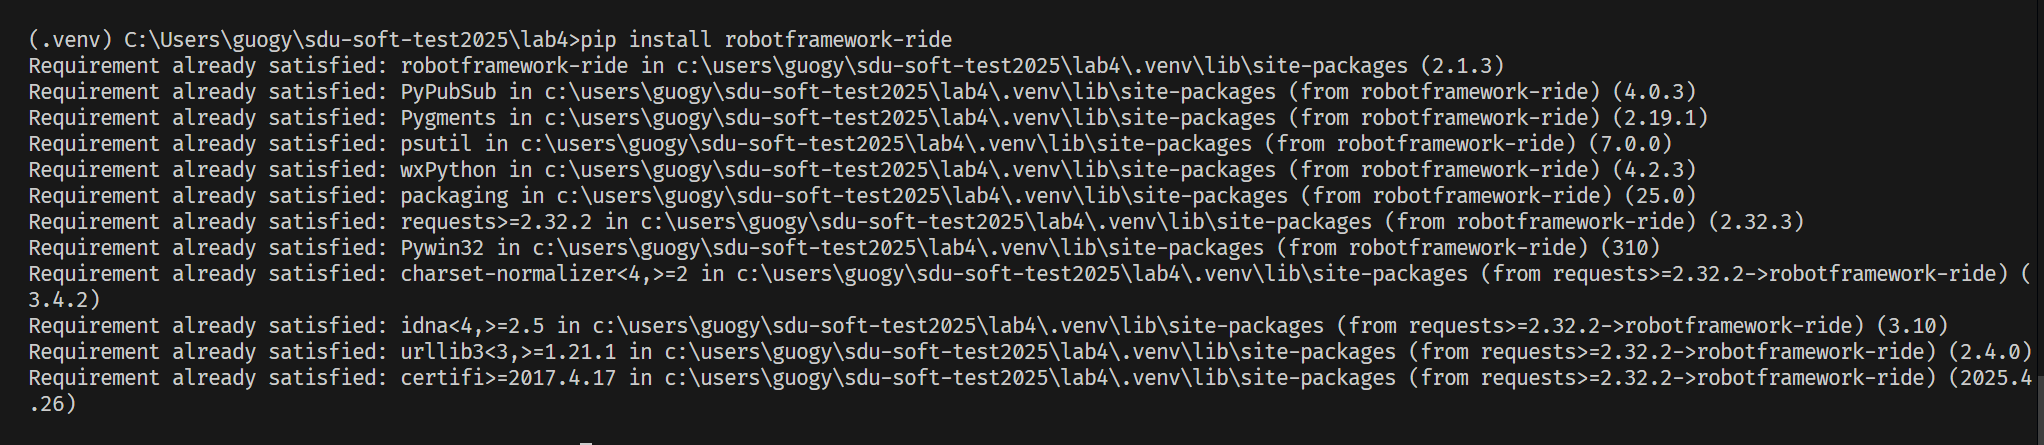 (.venv) C:\Users\guogy\sdu-soft-test2025\lab4>pip install robotframework-ride
Requirement already satisfied: robotframework-ride in c:\users\guogy\sdu-soft-test2025\lab4\.venv\lib\site-packages (2.1.3)
Requirement already satisfied: PyPubSub in c:\users\guogy\sdu-soft-test2025\lab4\.venv\lib\site-packages (from robotframework-ride) (4.0.3)
Requirement already satisfied: Pygments in c:\users\guogy\sdu-soft-test2025\lab4\.venv\lib\site-packages (from robotframework-ride) (2.19.1)
Requirement already satisfied: psutil in c:\users\guogy\sdu-soft-test2025\lab4\.venv\lib\site-packages (from robotframework-ride) (7.0.0)
Requirement already satisfied: wxPython in c:\users\guogy\sdu-soft-test2025\lab4\.venv\lib\site-packages (from robotframework-ride) (4.2.3)
Requirement already satisfied: packaging in c:\users\guogy\sdu-soft-test2025\lab4\.venv\lib\site-packages (from robotframework-ride) (25.0)
Requirement already satisfied: requests>=2.32.2 in c:\users\guogy\sdu-soft-test2025\lab4\.venv\lib\site-packages (from robotframework-ride) (2.32.3)
Requirement already satisfied: Pywin32 in c:\users\guogy\sdu-soft-test2025\lab4\.venv\lib\site-packages (from robotframework-ride) (310)
Requirement already satisfied: charset-normalizer<4,>=2 in c:\users\guogy\sdu-soft-test2025\lab4\.venv\lib\site-packages (from requests>=2.32.2->robotframework-ride) (
3.4.2)
Requirement already satisfied: idna<4,>=2.5 in c:\users\guogy\sdu-soft-test2025\lab4\.venv\lib\site-packages (from requests>=2.32.2->robotframework-ride) (3.10)
Requirement already satisfied: urllib3<3,>=1.21.1 in c:\users\guogy\sdu-soft-test2025\lab4\.venv\lib\site-packages (from requests>=2.32.2->robotframework-ride) (2.4.0)
Requirement already satisfied: certifi>=2017.4.17 in c:\users\guogy\sdu-soft-test2025\lab4\.venv\lib\site-packages (from requests>=2.32.2->robotframework-ride) (2025.4
.26)